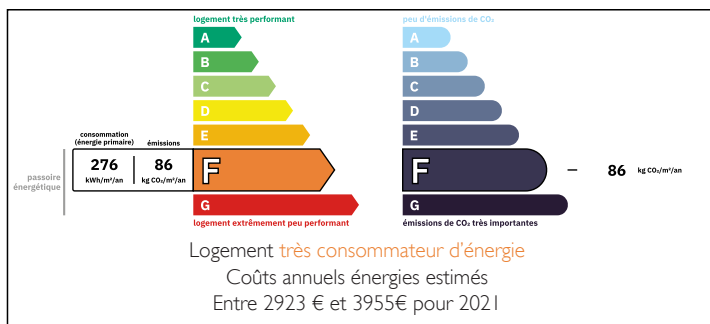 logement très performant
A
B
C
D
E
consommation
(énergie primaire)
émissions
276
kWh/m²/an
86
kg CO₂/m²/an
F
G
passoire
énergétique
logement extrêmement peu performant
peu d'émissions de CO₂
A
B
C
D
E
F
G
86 kg CO₂/m²/an
émissions de CO₂ très importantes
Logement très consommateur d'énergie
Coûts annuels énergies estimés
Entre 2923 € et 3955€ pour 2021